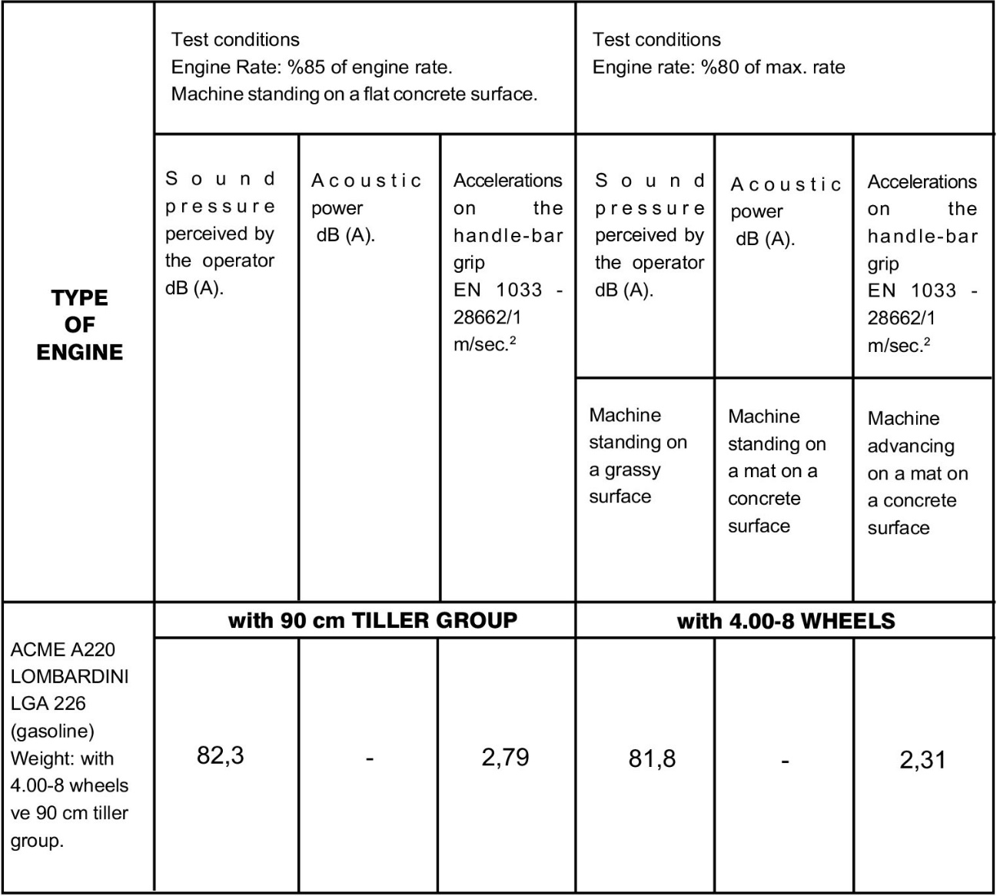 Test conditions
Engine Rate: %85 of engine rate.
Machine standing on a flat concrete surface.
Test conditions
Engine rate: %80 of max. rate
TYPE
OF
ENGINE
Sound
pressure
perceived by
the operator
dB (A).
Acoustic
power
dB (A).
Accelerations
on the
handle-bar
grip
EN 1033 -
28662/1
m/sec.²
Sound
pressure
perceived by
the operator
dB (A).
Acoustic
power
dB (A).
Accelerations
on the
handle-bar
grip
EN 1033 -
28662/1
m/sec.²
Machine
standing on
a grassy
surface
Machine
standing on
a mat on a
concrete
surface
Machine
advancing
on a mat on
a concrete
surface
with 90 cm TILLER GROUP
with 4.00-8 WHEELS
ACME A220
LOMBARDINI
LGA 226
(gasoline)
Weight: with
4.00-8 wheels
ve 90 cm tiller
group.
82,3
-
2,79
81,8
-
2,31